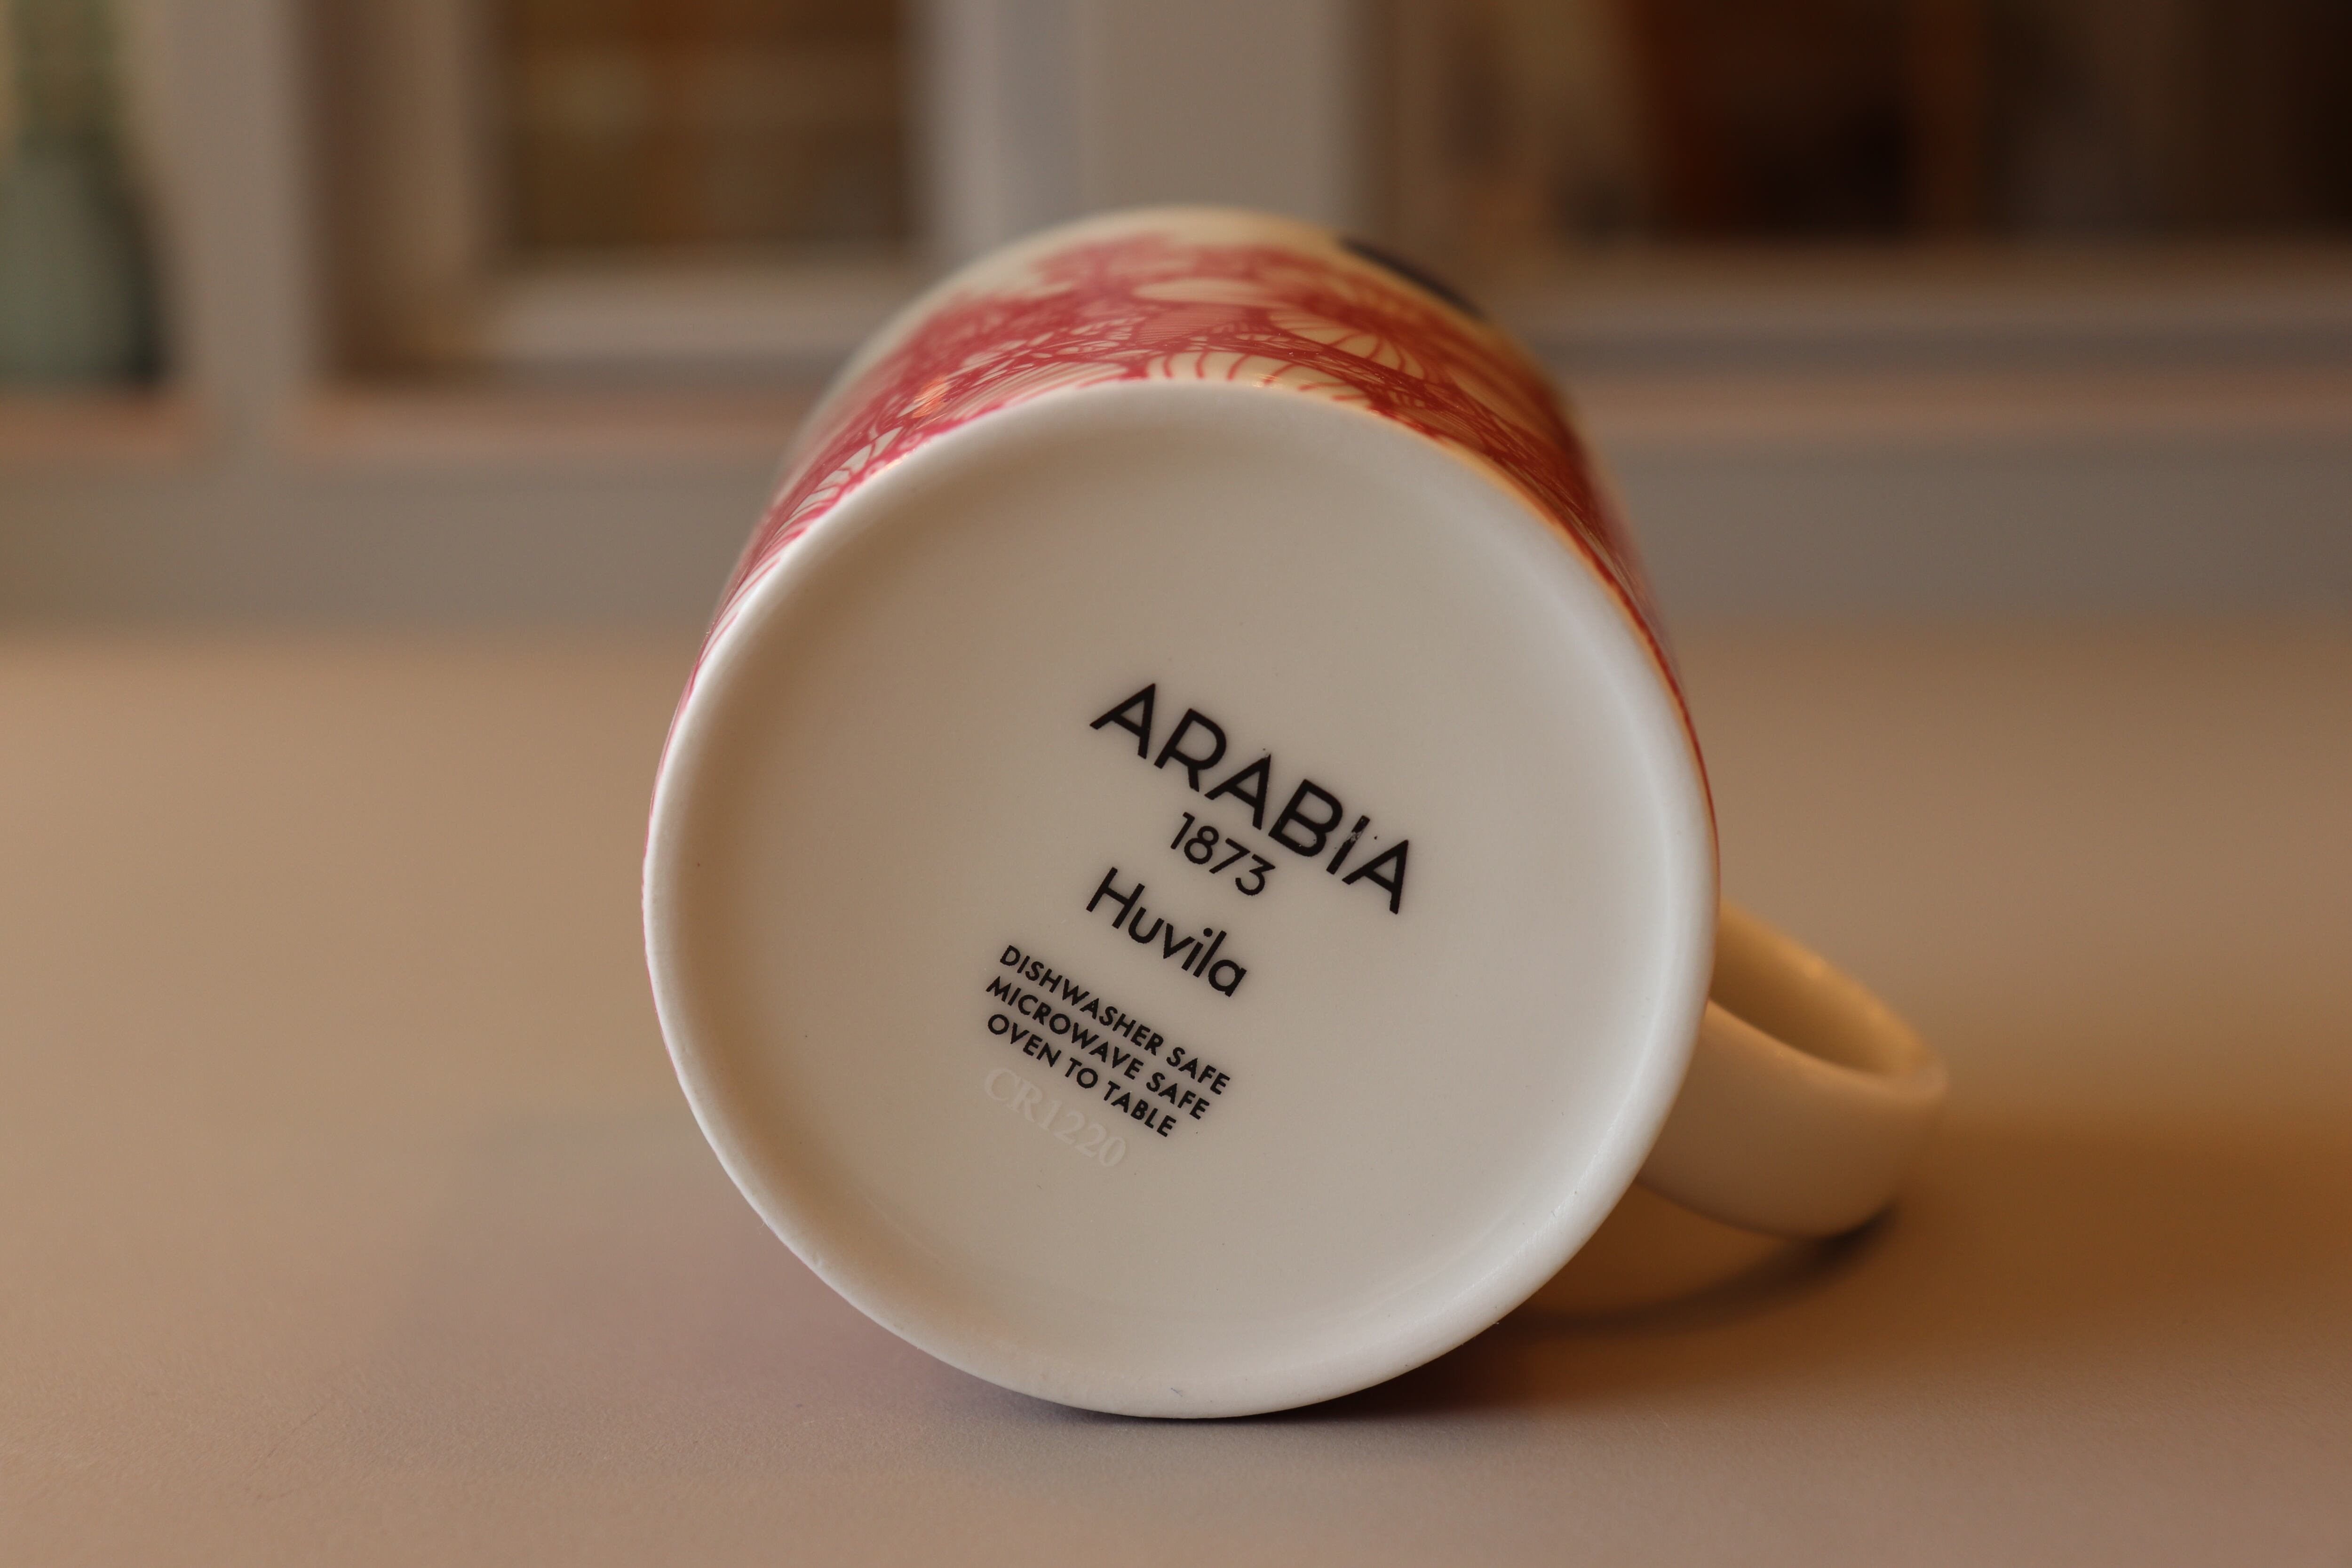 ARABIA
1873
Huvila
DISHWASHER SAFE
MICROWAVE SAFE
OVEN TO TABLE
CR1220